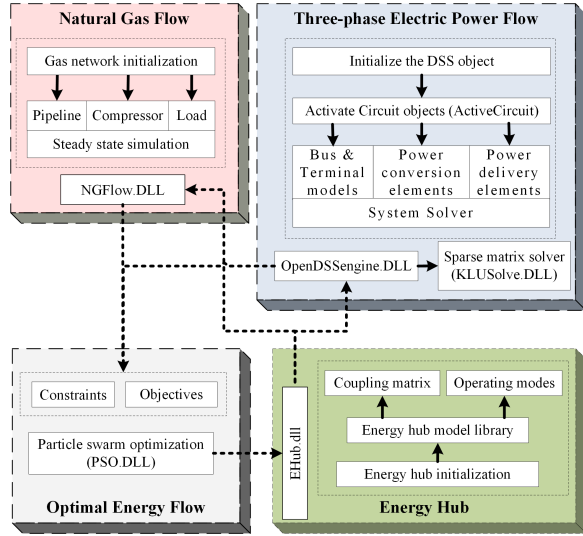 Natural Gas Flow
Gas network initialization
Pipeline
Compressor
Load
Steady state simulation
NGFlow.DLL
Three-phase Electric Power Flow
Initialize the DSS object
Activate Circuit objects (ActiveCircuit)
Bus &
Terminal
models
Power
conversion
elements
Power
delivery
elements
System Solver
OpenDSSengine.DLL
Sparse matrix solver
(KLUSolve.DLL)
Constraints
Objectives
Particle swarm optimization
(PSO.DLL)
Optimal Energy Flow
EHub dll
Coupling matrix
Operating modes
Energy hub model library
Energy hub initialization
Energy Hub